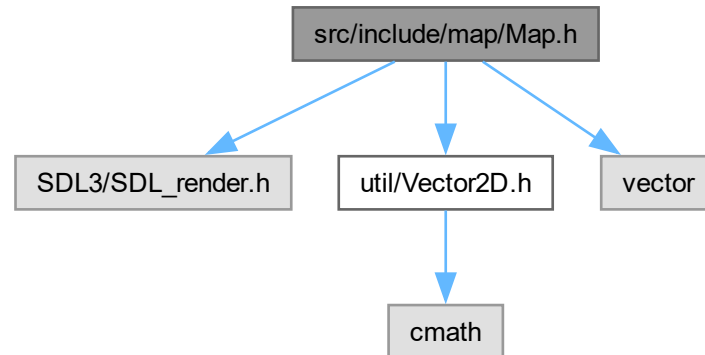 src/include/map/Map.h
SDL3/SDL_render.h
util/Vector2D.h
vector
cmath